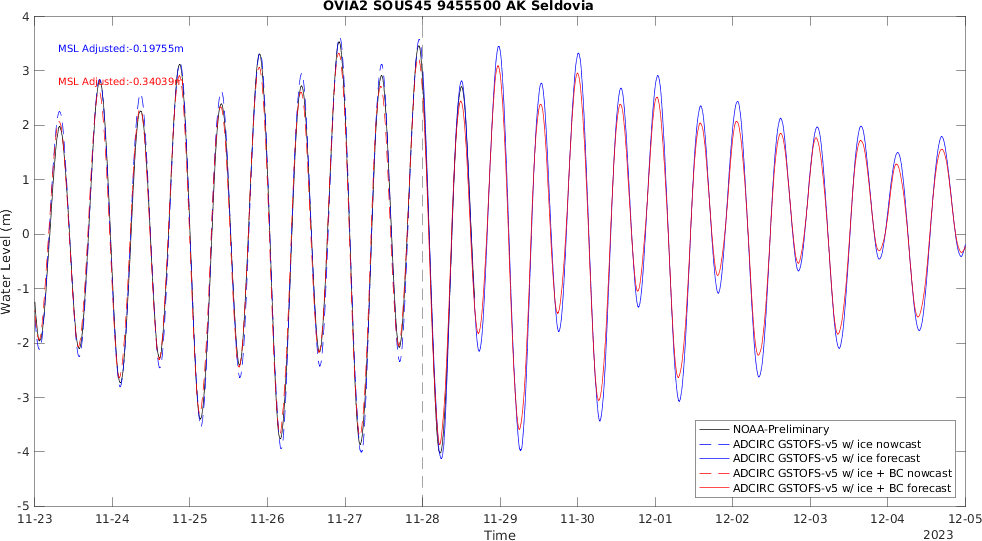 OVIA2 SOUS45 9455500 AK Seldovia
MSL Adjusted:-0.19755m
MSL Adjusted:-0.34039m
Water Level (m)
4
3
2
1
0
-1
-2
-3
-4
-5
NOAA-Preliminary
ADCIRC GSTOFS-v5 w/ ice nowcast
ADCIRC GSTOFS-v5 w/ ice forecast
ADCIRC GSTOFS-v5 w/ ice + BC nowcast
ADCIRC GSTOFS-v5 w/ ice + BC forecast
11-23 11-24 11-25 11-26 11-27 11-28 11-29 11-30 12-01 12-02 12-03 12-04 12-05
Time
2023